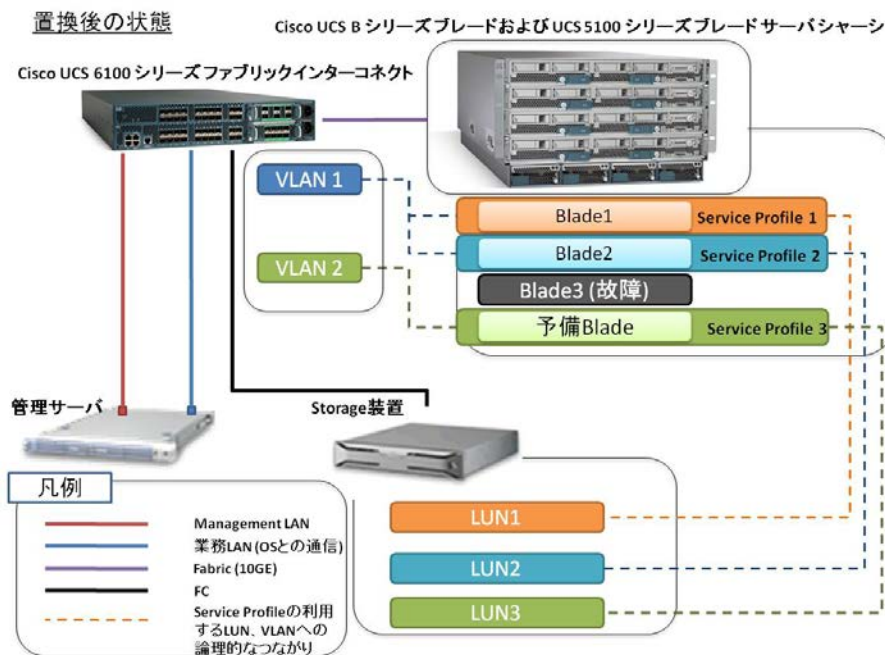 置換後の状態
Cisco UCS B シリーズブレードおよび UCS 5100 シリーズブレード サーバ シャーシ
Cisco UCS 6100 シリーズ ファブリックインターコネクト
VLAN 1
VLAN 2
Blade1 Service Profile 1
Blade2 Service Profile 2
Blade3 (故障)
予備Blade Service Profile 3
管理サーバ
Storage装置
凡例
Management LAN
業務LAN (OSとの通信)
Fabric (10GE)
FC
Service Profileの利用
するLUN、VLANへの
論理的なつながり
LUN1
LUN2
LUN3